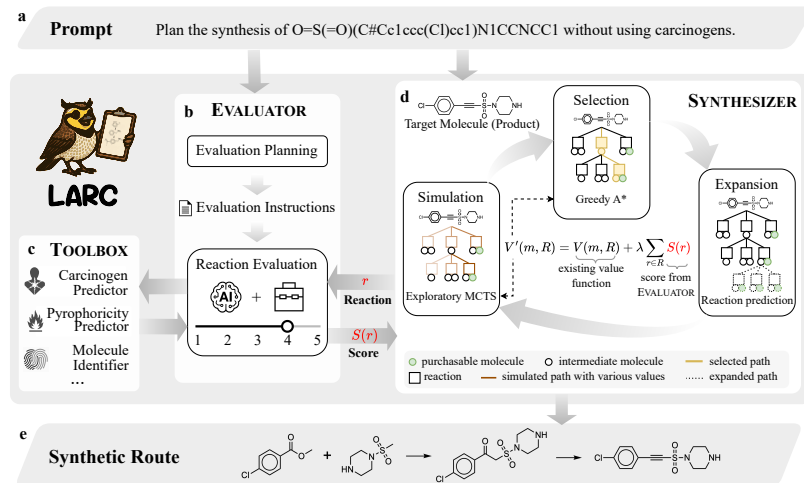 a
Prompt
Plan the synthesis of O=S(=O)(C#Cc1ccc(Cl)cc1)N1CCNCC1 without using carcinogens.
LARC
b EVALUATOR
Evaluation Planning
Evaluation Instructions
Reaction Evaluation
AI +
1 2 3 4 5
c TOOLBOX
Carcinogen
Predictor
Pyrophoricity
Predictor
Molecule
Identifier
...
r
Reaction
S(r)
Score
d
SYNTHESIZER
Target Molecule (Product)
Selection
Greedy A*
Simulation
Exploratory MCTS
Expansion
Reaction prediction
V'(m, R) = V(m, R) + λ ∑ S(r)
r∈R
existing value
function
score from
EVALUATOR
purchasable molecule
intermediate molecule
selected path
reaction
simulated path with various values
expanded path
e
Synthetic Route